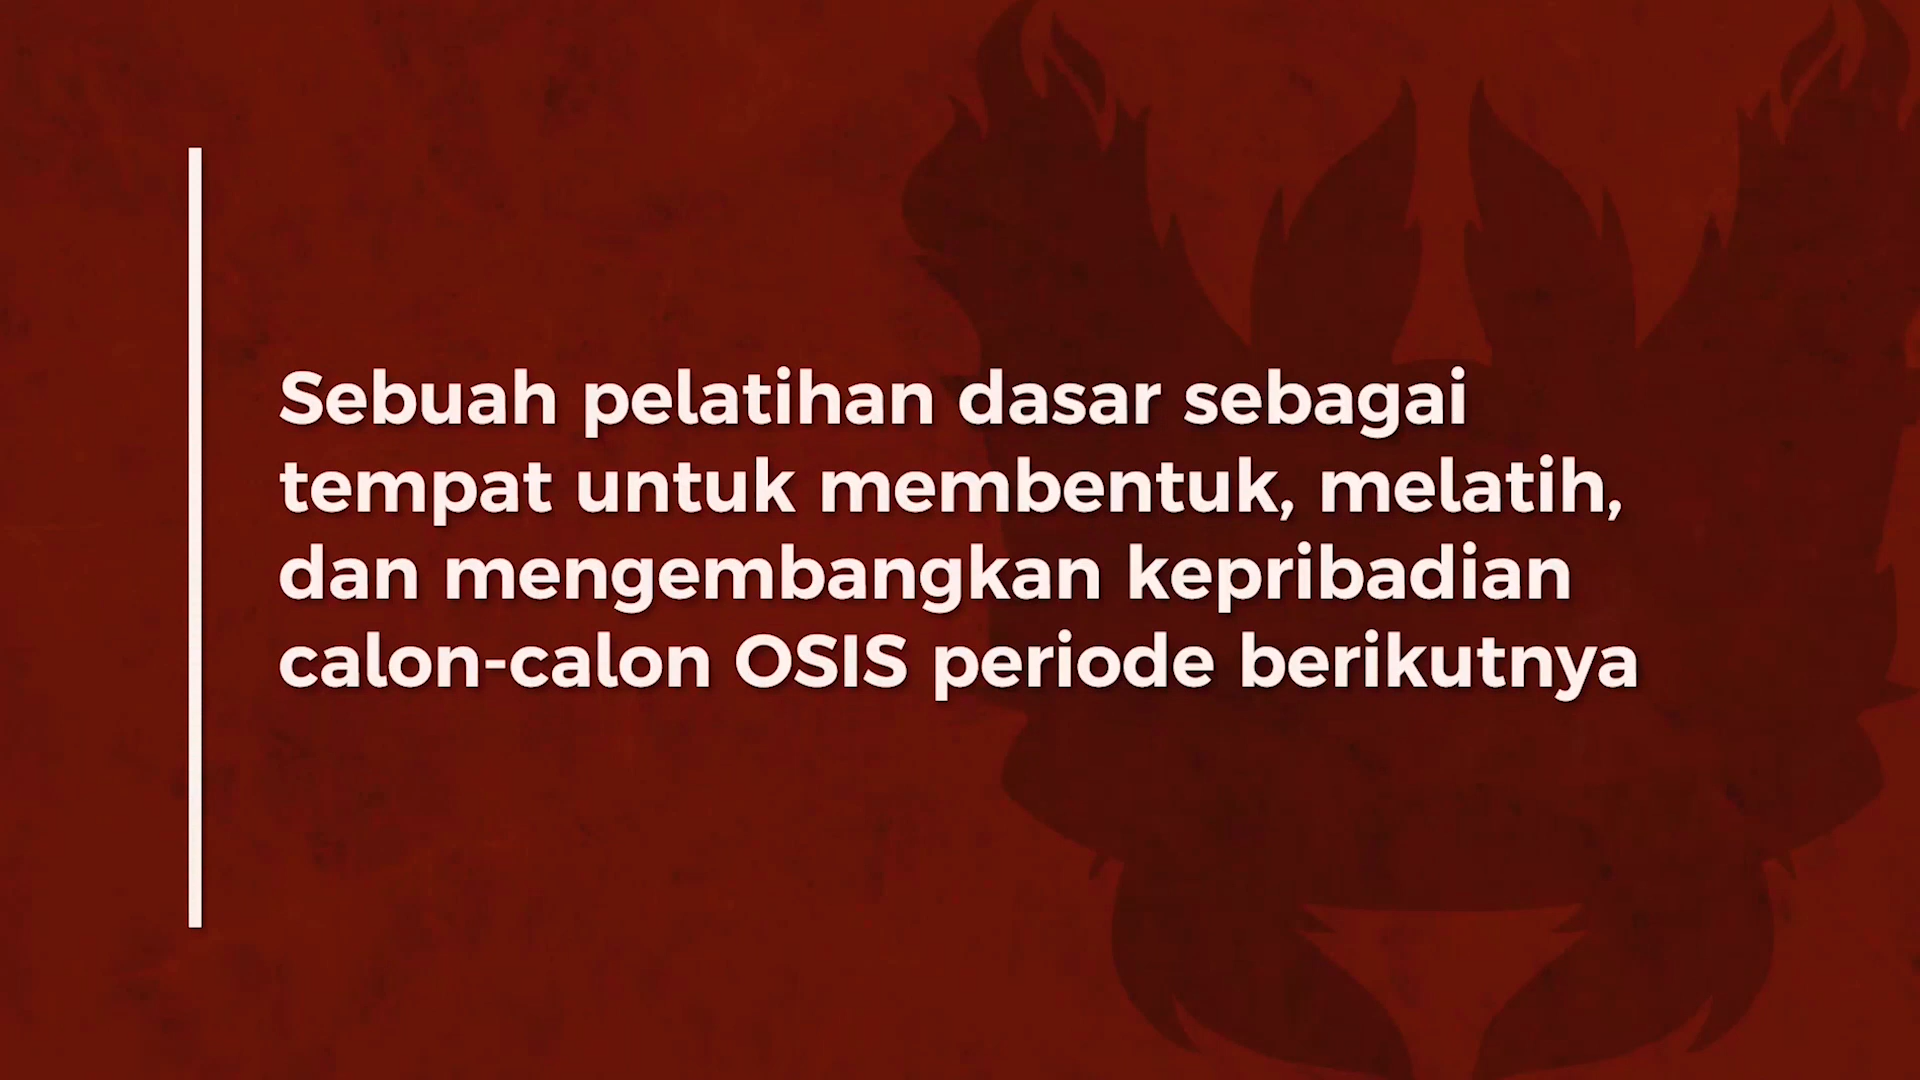 Sebuah pelatihan dasar sebagai
tempat untuk membentuk, melatih,
dan mengembangkan kepribadian
calon-calon OSIS periode berikutnya